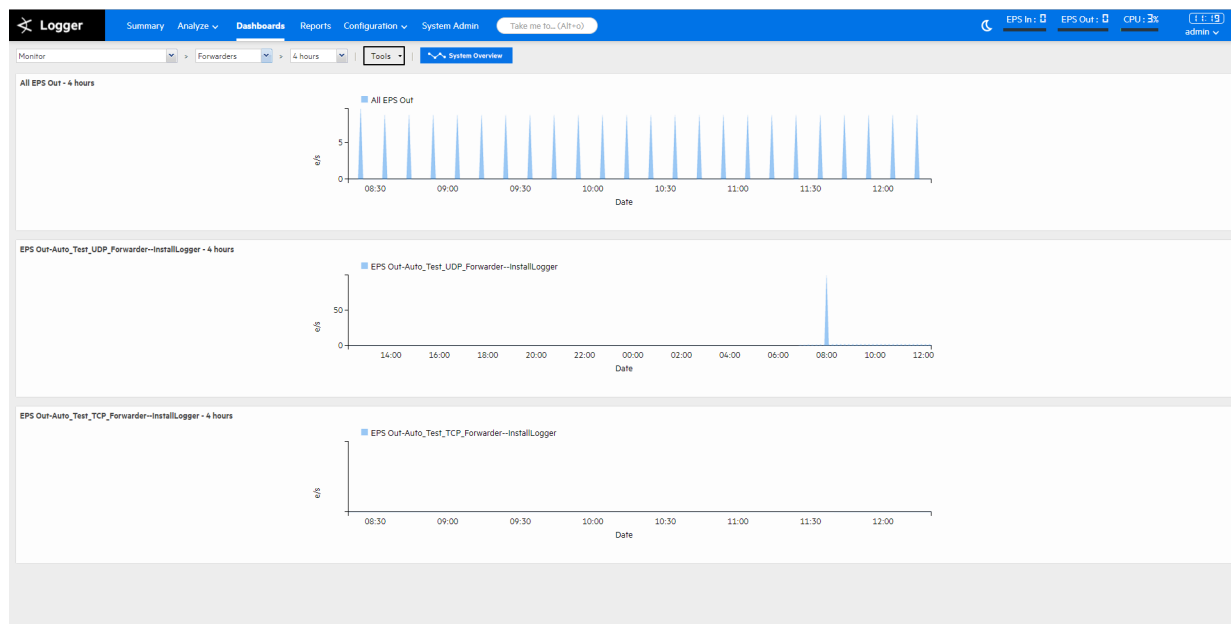 Logger Summary Analyze Dashboards Reports Configuration System Admin Take me to... (Alt+o) EPS In: 0 EPS Out: 0 CPU: 3% 11:19
admin
Monitor > Forwarders > 4 hours | Tools | System Overview
All EPS Out - 4 hours
All EPS Out
5
e/s
0
08:30 09:00 09:30 10:00 10:30 11:00 11:30 12:00
Date
EPS Out-Auto_Test_UDP_Forwarder--InstallLogger - 4 hours
EPS Out-Auto_Test_UDP_Forwarder--InstallLogger
50
e/s
0
14:00 16:00 18:00 20:00 22:00 00:00 02:00 04:00 06:00 08:00 10:00 12:00
Date
EPS Out-Auto_Test_TCP_Forwarder--InstallLogger - 4 hours
EPS Out-Auto_Test_TCP_Forwarder--InstallLogger
e/s
08:30 09:00 09:30 10:00 10:30 11:00 11:30 12:00
Date